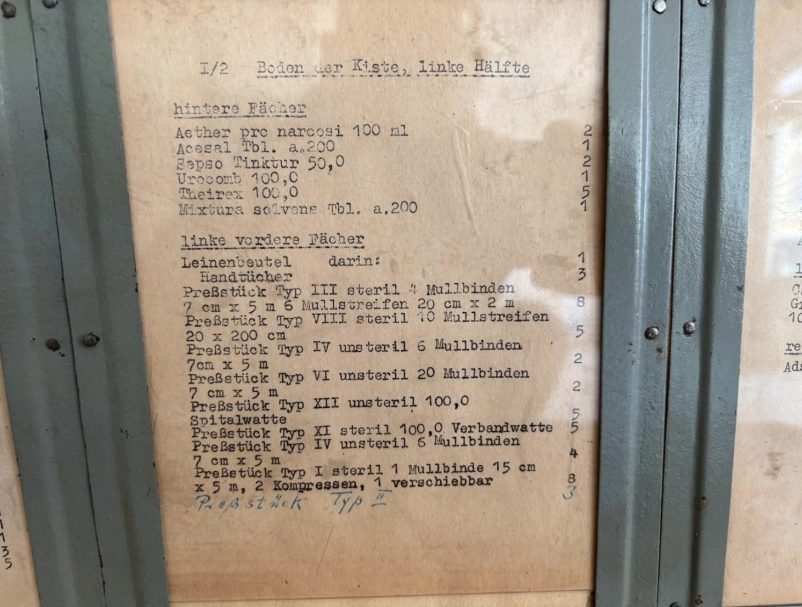 I/2 Boden der Kiste, linke Hälfte
hintere Fächer
Aether pro narcosi 100 ml 2
Acesal Tbl. a.200 1
Sepso Tinktur 50,0 2
Urocomb 100,0 1
Theirex 100,0 5
Mixtura solvens Tbl. a.200 1
linke vordere Fächer
Leinenbeutel darin: 1
Handtücher 3
Preßstück Typ III steril 4 Mullbinden
7 cm x 5 m 6 Mullstreifen 20 cm x 2 m 8
Preßstück Typ VIII steril 10 Mullstreifen
20 x 200 cm 5
Preßstück Typ IV unsteril 6 Mullbinden
7cm x 5 m 2
Preßstück Typ VI unsteril 20 Mullbinden
7 cm x 5 m 2
Preßstück Typ XII unsteril 100,0
Spitalwatte 5
Preßstück Typ XI steril 100,0 Verbandwatte 5
Preßstück Typ IV unsteril 6 Mullbinden
7 cm x 5 m 4
Preßstück Typ I steril 1 Mullbinde 15 cm
x 5 m, 2 Kompressen, 1 verschiebbar 8
Preßstück Typ II 3
1
1
3
5